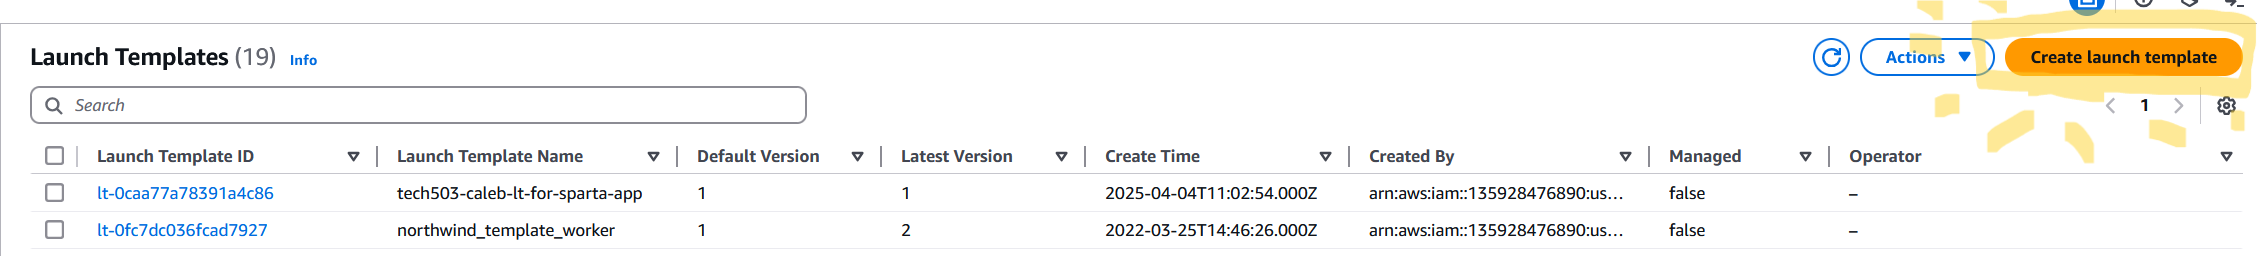 Launch Templates (19) Info
Actions
Create launch template
Search
1
Launch Template ID Launch Template Name Default Version Latest Version Create Time Created By Managed Operator
lt-0caa77a78391a4c86 tech503-caleb-lt-for-sparta-app 1 1 2025-04-04T11:02:54.000Z arn:aws:iam::135928476890:us... false –
lt-0fc7dc036fcad7927 northwind_template_worker 1 2 2022-03-25T14:46:26.000Z arn:aws:iam::135928476890:us... false –